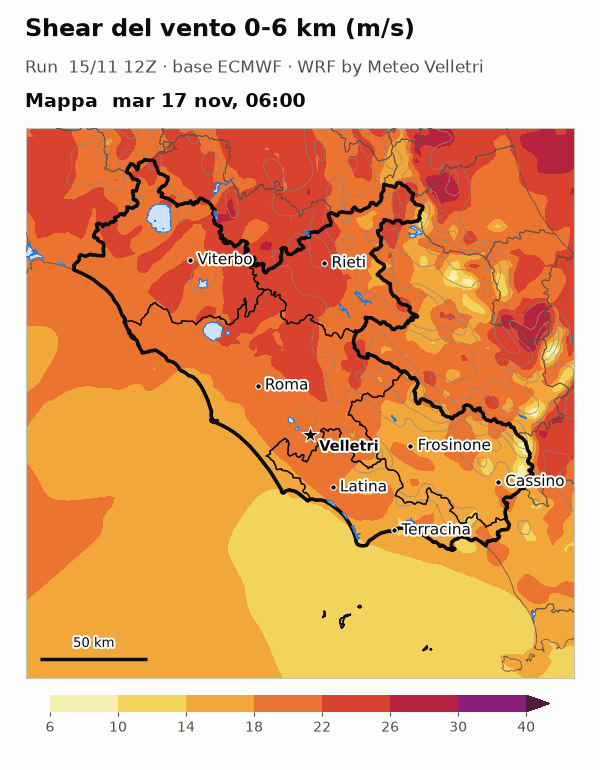 Shear del vento 0-6 km (m/s)
Run  15/11 12Z · base ECMWF · WRF by Meteo Velletri
Mappa  mar 17 nov, 06:00
Viterbo
Rieti
Roma
Velletri
Frosinone
Latina
Cassino
Terracina
50 km
6 10 14 18 22 26 30 40